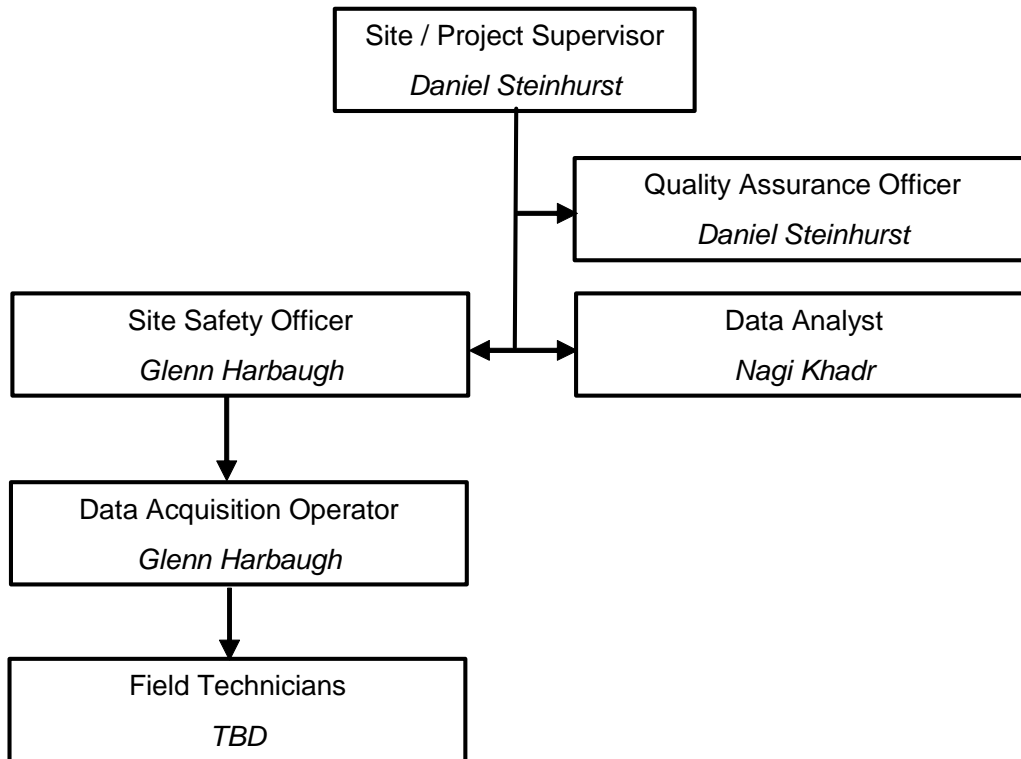 Site / Project Supervisor
Daniel Steinhurst
Quality Assurance Officer
Daniel Steinhurst
Site Safety Officer
Glenn Harbaugh
Data Analyst
Nagi Khadr
Data Acquisition Operator
Glenn Harbaugh
Field Technicians
TBD